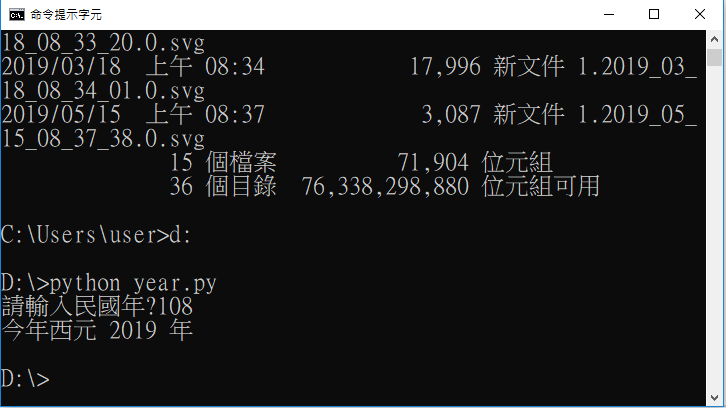 命令提示字元
18_08_33_20.0.svg
2019/03/18  上午 08:34            17,996 新文件 1.2019_03_
18_08_34_01.0.svg
2019/05/15  上午 08:37             3,087 新文件 1.2019_05_
15_08_37_38.0.svg
              15 個檔案          71,904 位元組
              36 個目錄  76,338,298,880 位元組可用
C:\Users\user>d:
D:\>python year.py
請輸入民國年?108
今年西元 2019 年
D:\>